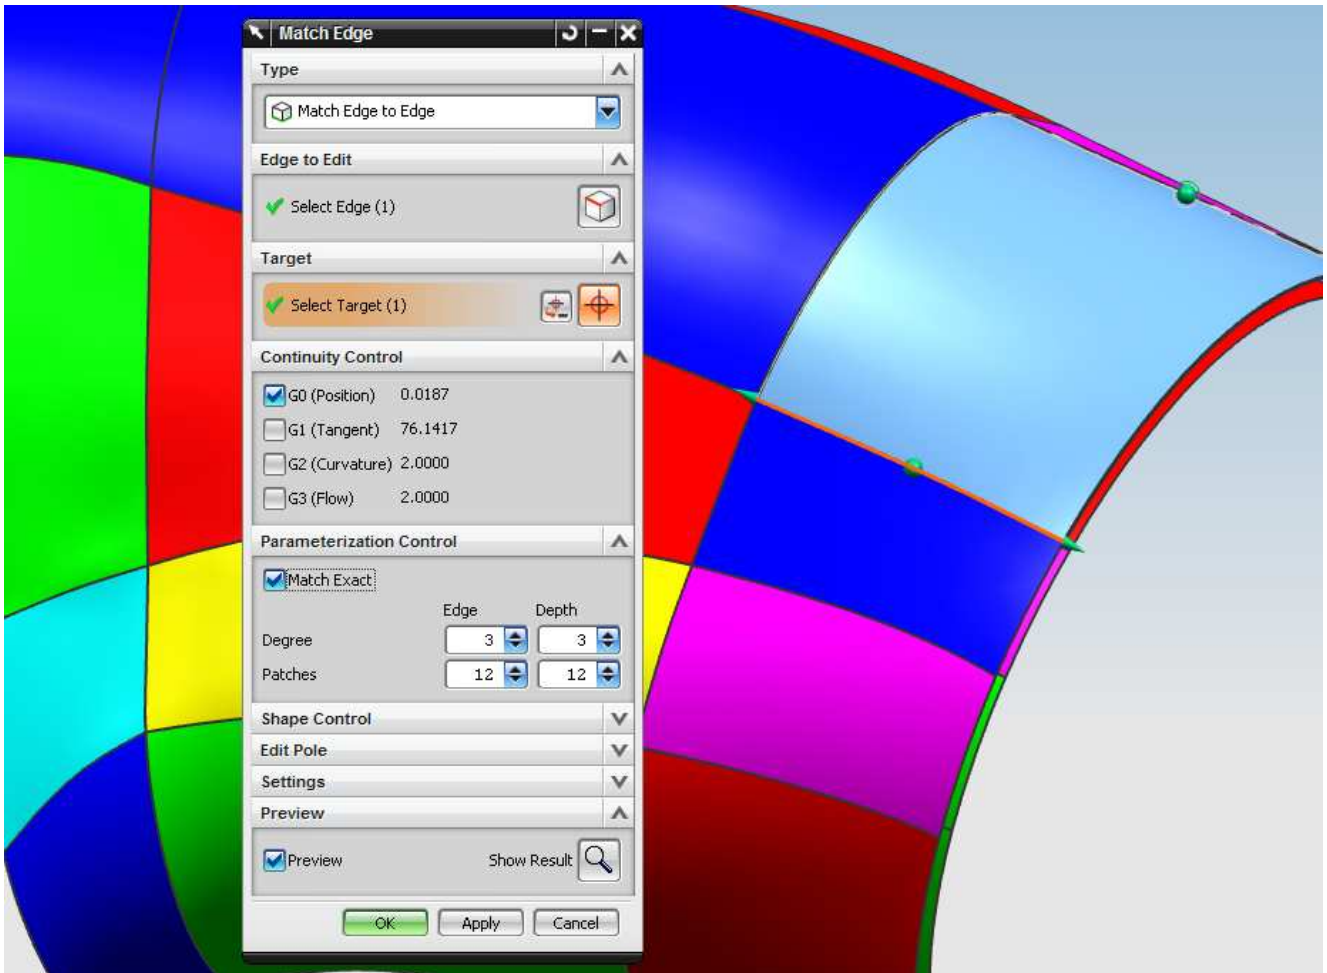 Match Edge
Type
Match Edge to Edge
Edge to Edit
Select Edge (1)
Target
Select Target (1)
Continuity Control
G0 (Position) 0.0187
G1 (Tangent) 76.1417
G2 (Curvature) 2.0000
G3 (Flow) 2.0000
Parameterization Control
Match Exact
Edge Depth
Degree 3 3
Patches 12 12
Shape Control
Edit Pole
Settings
Preview
Preview Show Result
OK Apply Cancel